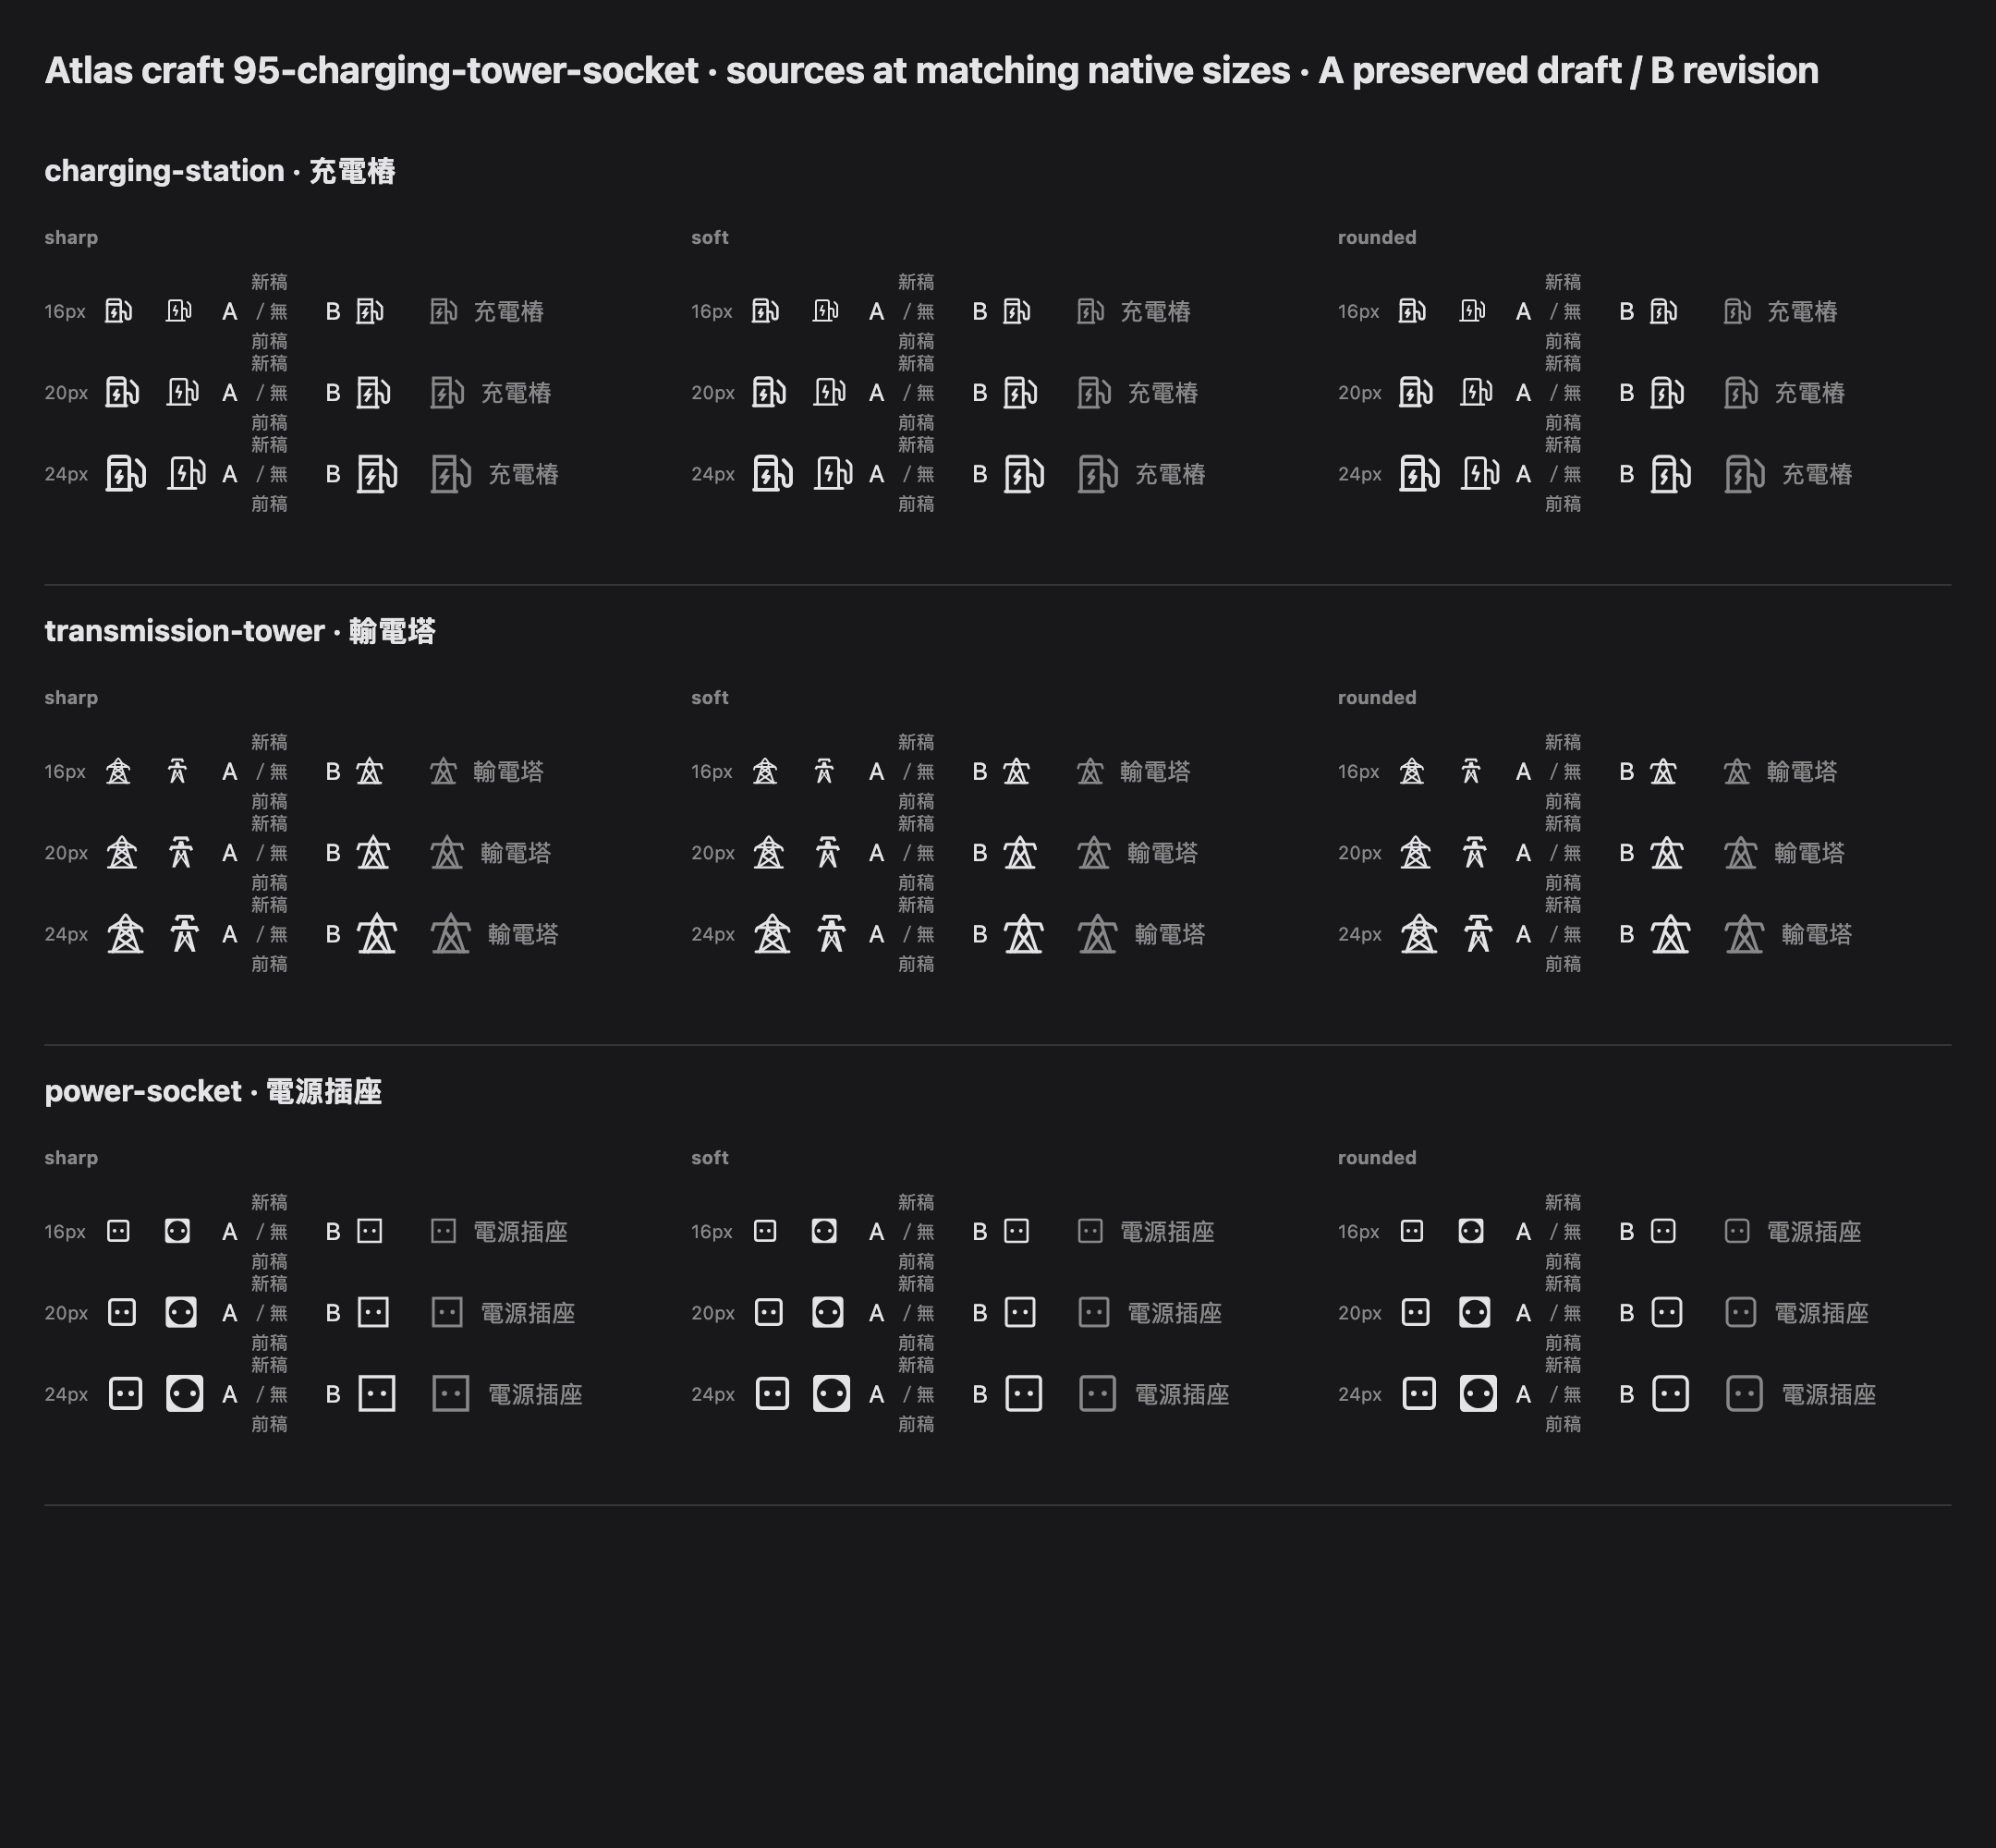 Atlas craft 95-charging-tower-socket · sources at matching native sizes · A preserved draft / B revision
charging-station · 充電樁
sharp
16px A 新稿 / 無前稿 B 充電樁
20px A 新稿 / 無前稿 B 充電樁
24px A 新稿 / 無前稿 B 充電樁
soft
16px A 新稿 / 無前稿 B 充電樁
20px A 新稿 / 無前稿 B 充電樁
24px A 新稿 / 無前稿 B 充電樁
rounded
16px A 新稿 / 無前稿 B 充電樁
20px A 新稿 / 無前稿 B 充電樁
24px A 新稿 / 無前稿 B 充電樁
transmission-tower · 輸電塔
sharp
16px A 新稿 / 無前稿 B 輸電塔
20px A 新稿 / 無前稿 B 輸電塔
24px A 新稿 / 無前稿 B 輸電塔
soft
16px A 新稿 / 無前稿 B 輸電塔
20px A 新稿 / 無前稿 B 輸電塔
24px A 新稿 / 無前稿 B 輸電塔
rounded
16px A 新稿 / 無前稿 B 輸電塔
20px A 新稿 / 無前稿 B 輸電塔
24px A 新稿 / 無前稿 B 輸電塔
power-socket · 電源插座
sharp
16px A 新稿 / 無前稿 B 電源插座
20px A 新稿 / 無前稿 B 電源插座
24px A 新稿 / 無前稿 B 電源插座
soft
16px A 新稿 / 無前稿 B 電源插座
20px A 新稿 / 無前稿 B 電源插座
24px A 新稿 / 無前稿 B 電源插座
rounded
16px A 新稿 / 無前稿 B 電源插座
20px A 新稿 / 無前稿 B 電源插座
24px A 新稿 / 無前稿 B 電源插座